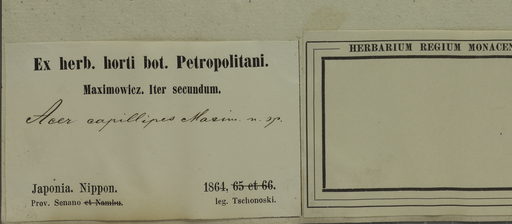 Ex herb. horti bot. Petropolitani.
Maximowicz. Iter secundum.
Acer capillipes Maxim. n. sp.
Japonia. Nippon. 1864, 65 et 66.
Prov. Senano et Nambu. leg. Tschonoski.
HERBARIUM REGIUM MONACEN